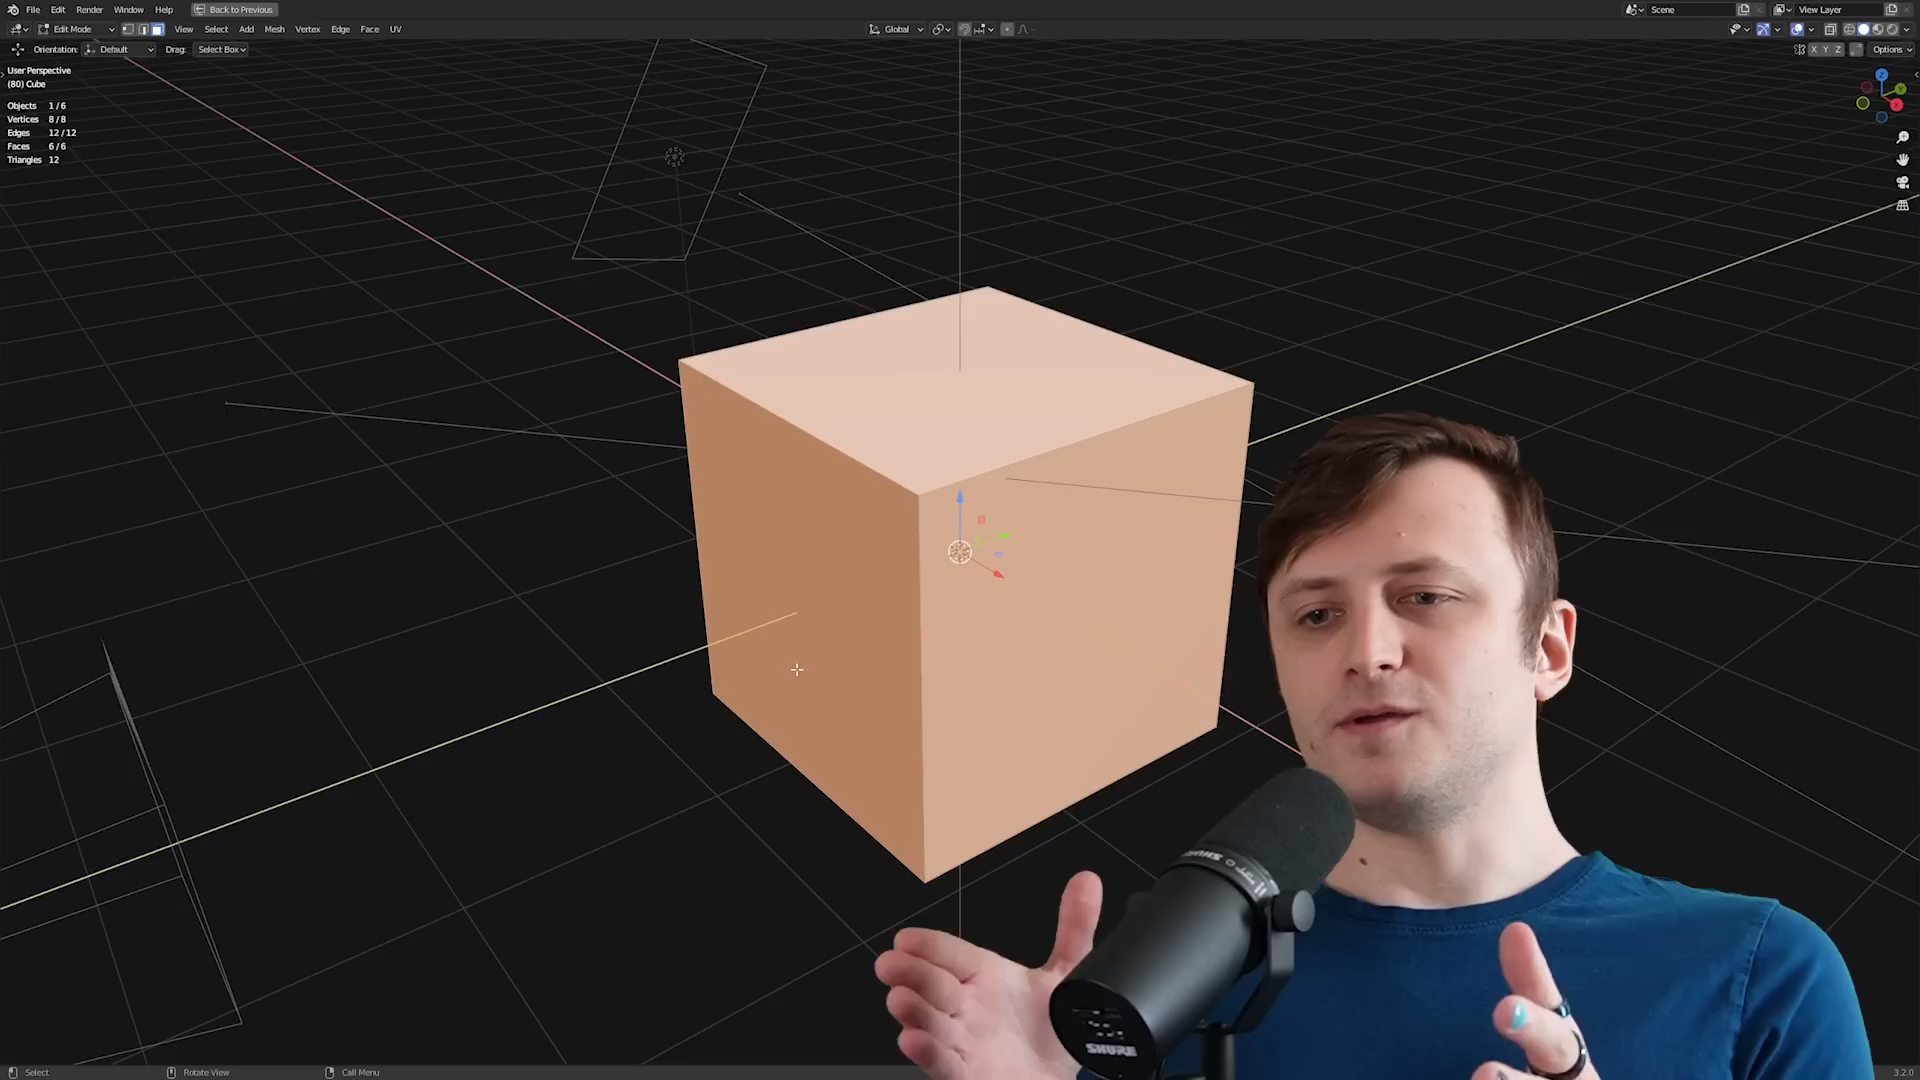 File Edit Render Window Help Back to Previous Scene View Layer
Edit Mode View Select Add Mesh Vertex Edge Face UV Global
Orientation: Default Drag: Select Box X Y Z Options
User Perspective
(80) Cube
Objects 1/6
Vertices 8/8
Edges 12/12
Faces 6/6
Triangles 12
Z
Y
X
SHURE
SHURE
Select Rotate View Call Menu 3.2.0